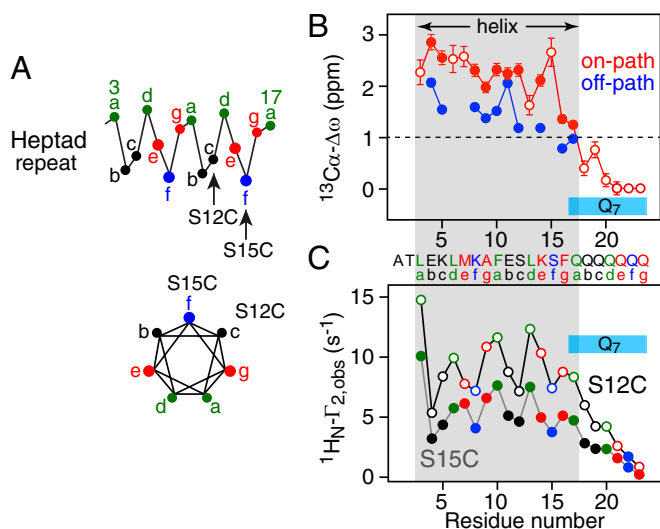 A
Heptad
repeat
3
a
b
c
d
e
f
g
a
b
c
d
e
f
g
17
a
S12C
S15C
S15C
f
S12C
b
c
e
g
d
a
B
helix
on-path
off-path
¹³Cα-Δω (ppm)
3
2
1
0
Q₇
5
10
15
20
ATLEKLMKAFESLKSFQQQQQQQ
abcdefgabcdefgabcdefg
C
¹H_N-Γ₂,obs (s⁻¹)
15
10
5
0
Q₇
S12C
S15C
5
10
15
20
Residue number